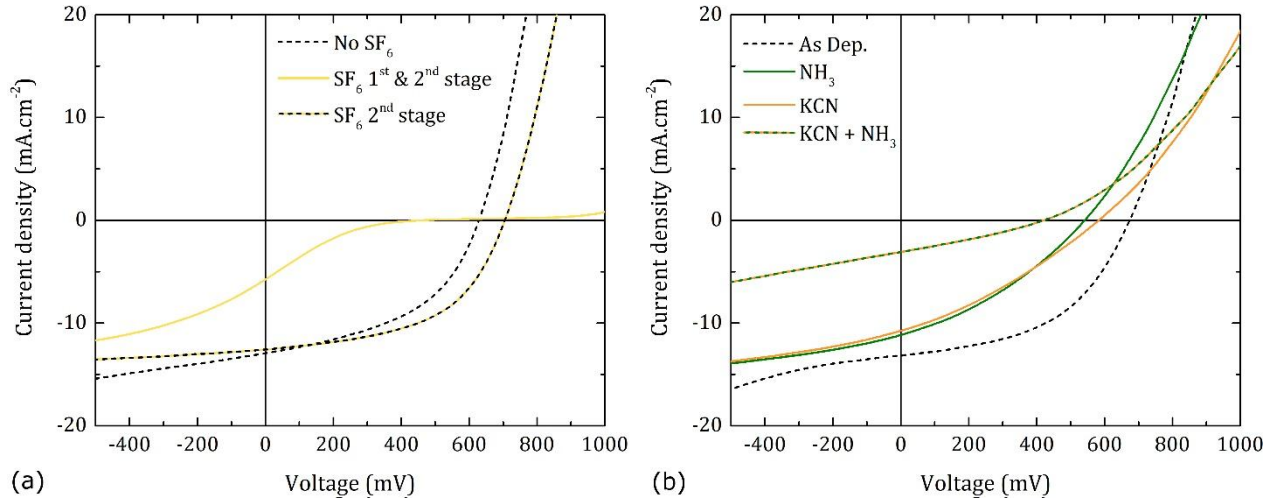 20
10
0
-10
-20
Current density (mA.cm⁻²)
No SF₆
SF₆ 1ˢᵗ & 2ⁿᵈ stage
SF₆ 2ⁿᵈ stage
-400 -200 0 200 400 600 800 1000
Voltage (mV)
(a)
20
10
0
-10
-20
Current density (mA.cm⁻²)
As Dep.
NH₃
KCN
KCN + NH₃
-400 -200 0 200 400 600 800 1000
Voltage (mV)
(b)